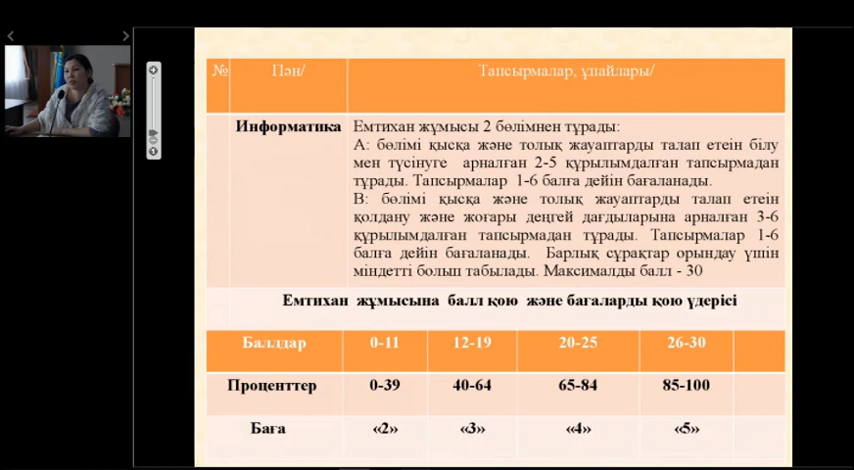 № Пән/ Тапсырмалар, ұпайлары/
Информатика
Емтихан жұмысы 2 бөлімнен тұрады:
А: бөлімі қысқа және толық жауаптарды талап етеін білу
мен түсінуге арналған 2-5 құрылымдалған тапсырмадан
тұрады. Тапсырмалар 1-6 балға дейін бағаланады.
В: бөлімі қысқа және толық жауаптарды талап етеін
қолдану және жоғары деңгей дағдыларына арналған 3-6
құрылымдалған тапсырмадан тұрады. Тапсырмалар 1-6
балға дейін бағаланады. Барлық сұрақтар орындау үшін
міндетті болып табылады. Максималды балл - 30
Емтихан жұмысына балл қою және бағаларды қою үдерісі
Баллдар 0-11 12-19 20-25 26-30
Проценттер 0-39 40-64 65-84 85-100
Баға «2» «3» «4» «5»